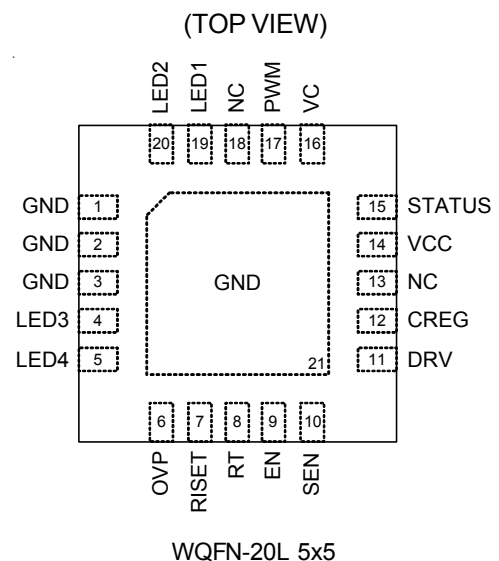 (TOP VIEW)
LED2
LED1
NC
PWM
VC
20
19
18
17
16
GND 1
GND 2
GND 3
LED3 4
LED4 5
GND
21
15 STATUS
14 VCC
13 NC
12 CREG
11 DRV
6
7
8
9
10
OVP
RISET
RT
EN
SEN
WQFN-20L 5x5